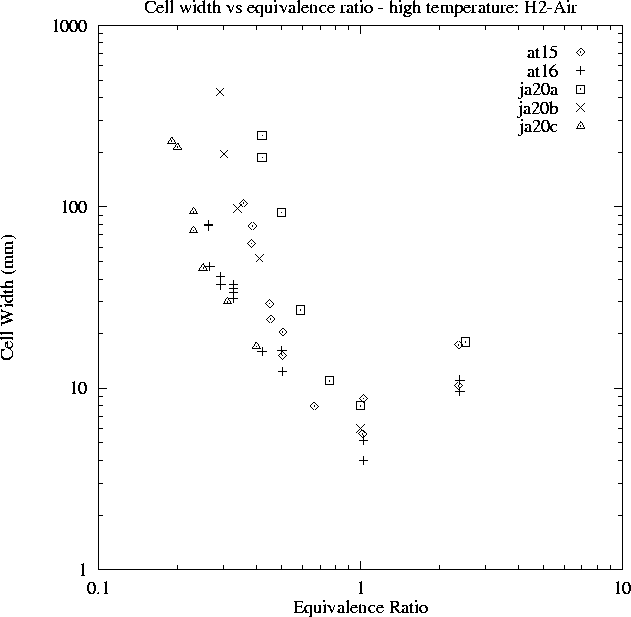 Cell width vs equivalence ratio - high temperature: H2-Air
1000
100
10
1
Cell Width (mm)
at15
at16
ja20a
ja20b
ja20c
0.1
1
10
Equivalence Ratio